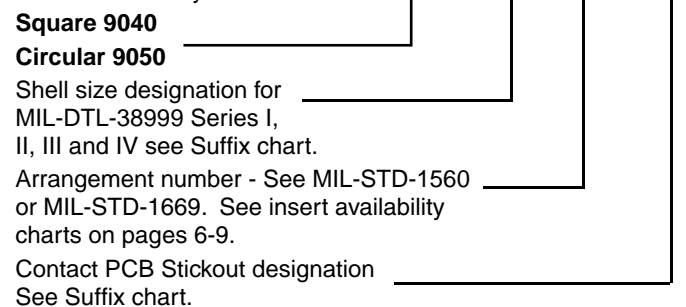 Square 9040
Circular 9050
Shell size designation for
MIL-DTL-38999 Series I,
II, III and IV see Suffix chart.
Arrangement number - See MIL-STD-1560
or MIL-STD-1669. See insert availability
charts on pages 6-9.
Contact PCB Stickout designation
See Suffix chart.